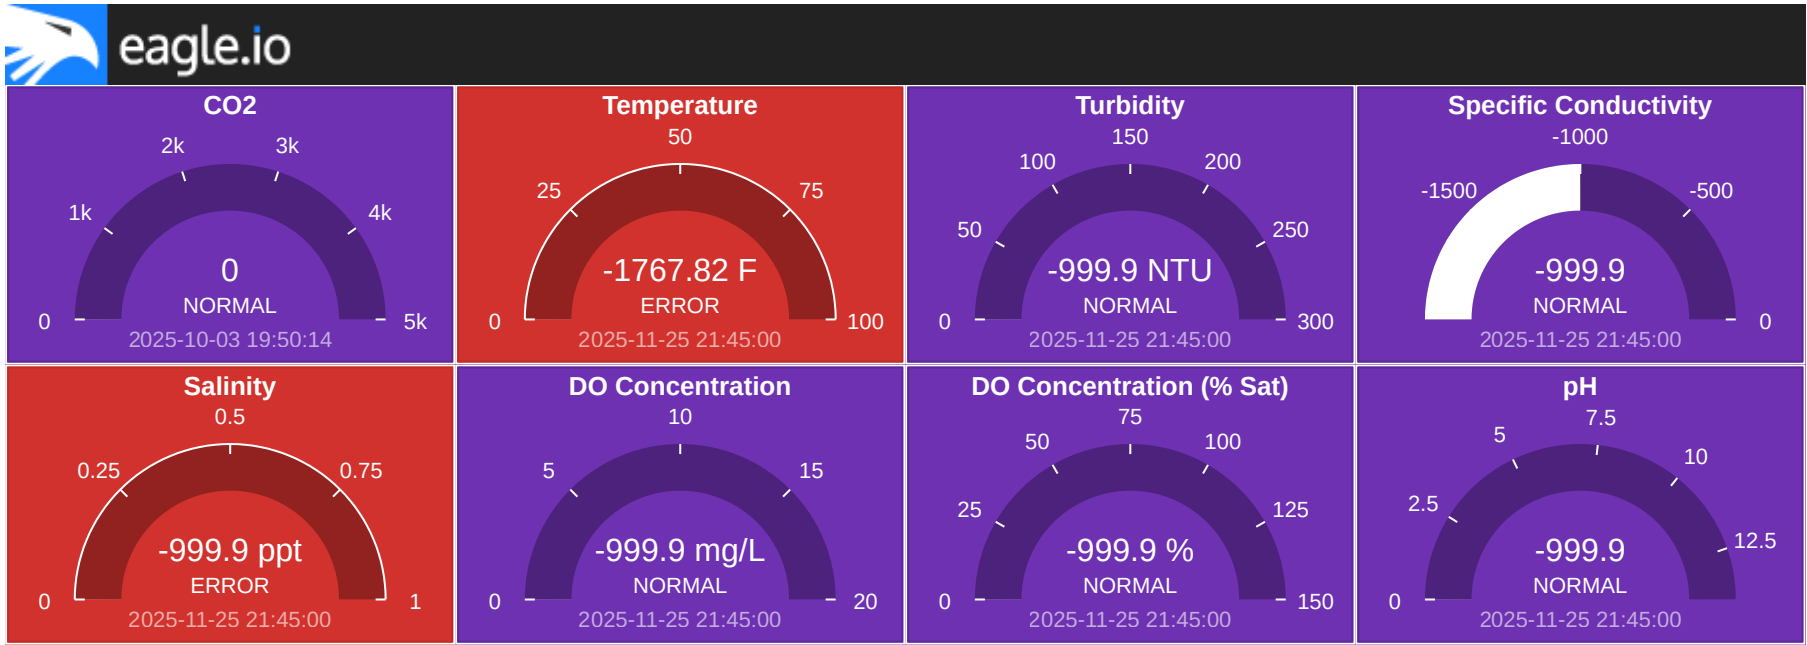 eagle.io
CO2
2k 3k
1k 4k
0
NORMAL
0 5k
2025-10-03 19:50:14
Temperature
50
25 75
-1767.82 F
ERROR
0 100
2025-11-25 21:45:00
Turbidity
150
100 200
50 250
-999.9 NTU
NORMAL
0 300
2025-11-25 21:45:00
Specific Conductivity
-1000
-1500 -500
-999.9
NORMAL
0
2025-11-25 21:45:00
Salinity
0.5
0.25 0.75
-999.9 ppt
ERROR
0 1
2025-11-25 21:45:00
DO Concentration
10
5 15
-999.9 mg/L
NORMAL
0 20
2025-11-25 21:45:00
DO Concentration (% Sat)
75
50 100
25 125
-999.9 %
NORMAL
0 150
2025-11-25 21:45:00
pH
7.5
5 10
2.5 12.5
-999.9
NORMAL
0
2025-11-25 21:45:00